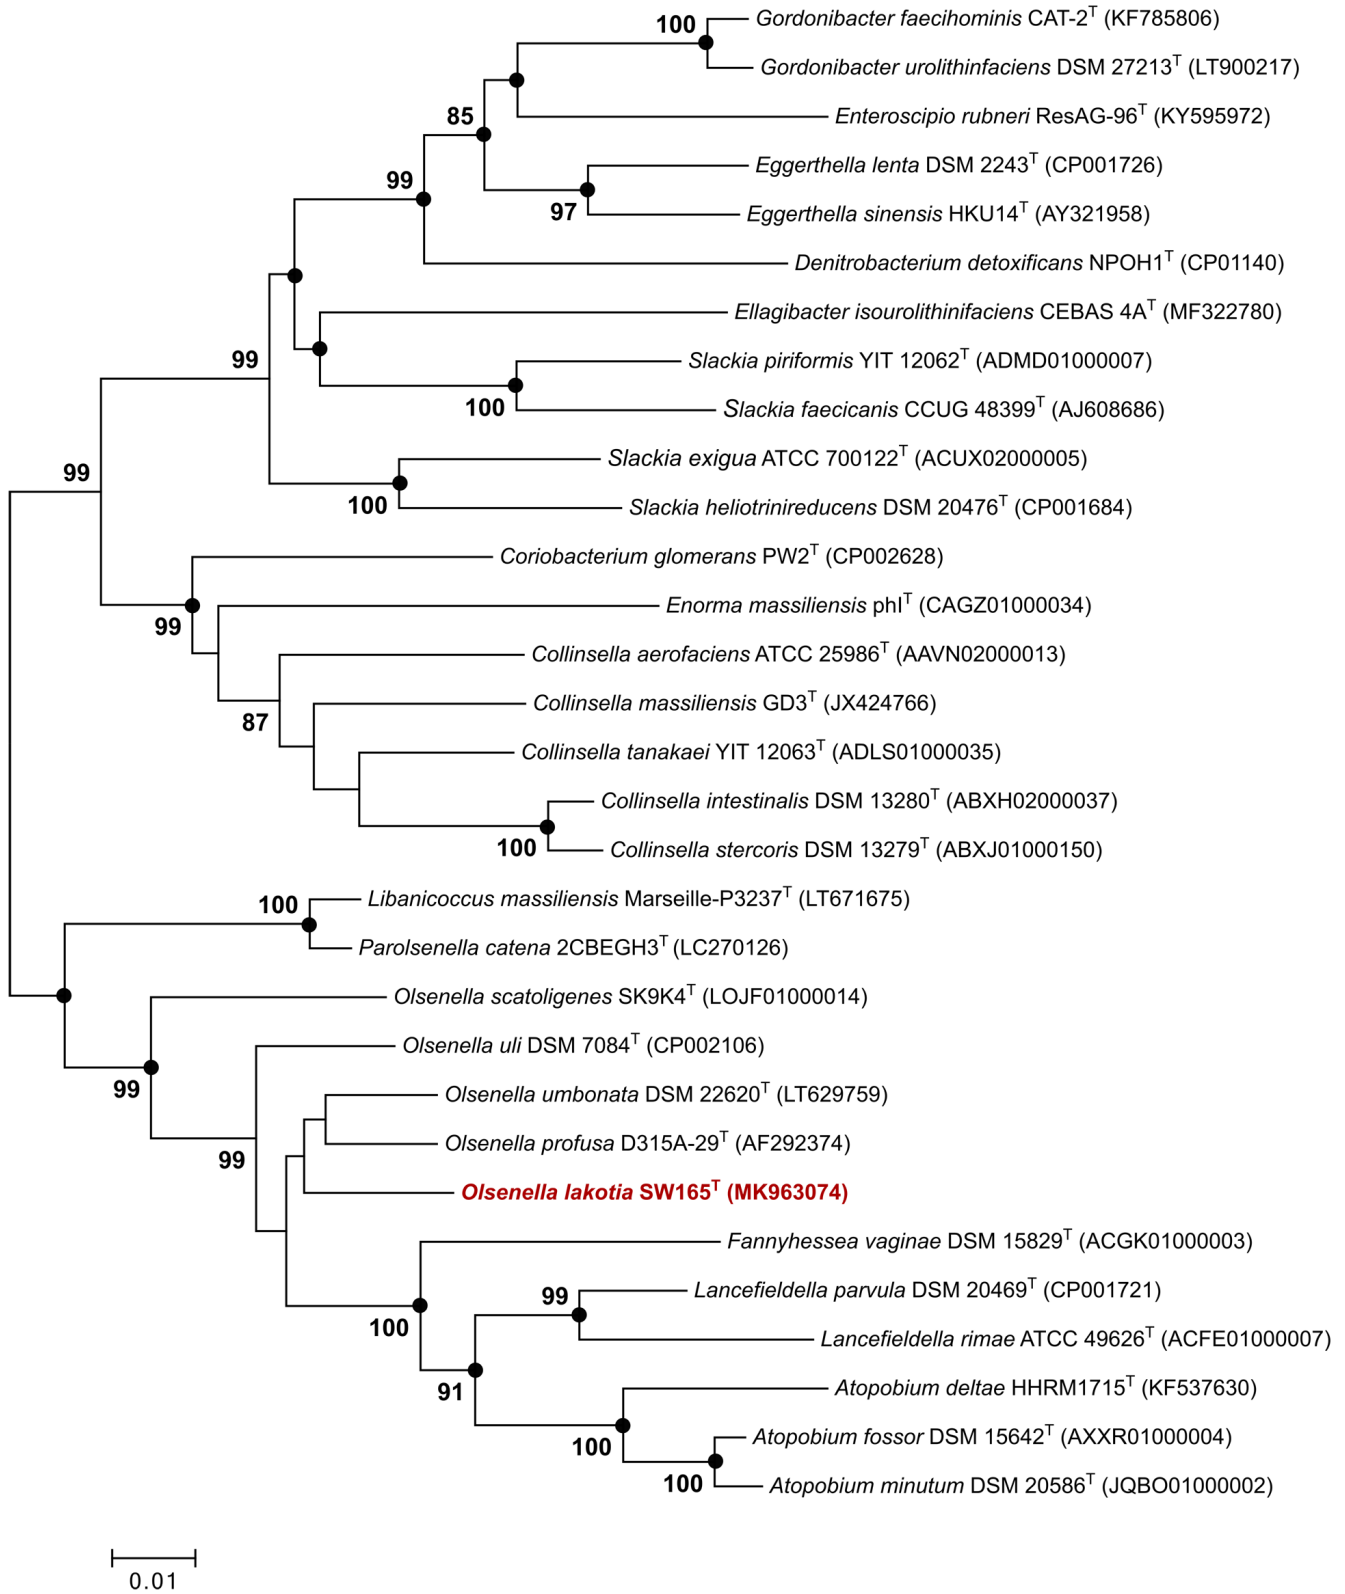 100
Gordonibacter faecihominis CAT-2T (KF785806)
Gordonibacter urolithinfaciens DSM 27213T (LT900217)
85
Enteroscipio rubneri ResAG-96T (KY595972)
Eggerthella lenta DSM 2243T (CP001726)
99
97
Eggerthella sinensis HKU14T (AY321958)
Denitrobacterium detoxificans NPOH1T (CP01140)
Ellagibacter isourolithinifaciens CEBAS 4AT (MF322780)
99
Slackia piriformis YIT 12062T (ADMD01000007)
100
Slackia faecicanis CCUG 48399T (AJ608686)
Slackia exigua ATCC 700122T (ACUX02000005)
99
100
Slackia heliotrinireducens DSM 20476T (CP001684)
Coriobacterium glomerans PW2T (CP002628)
Enorma massiliensis phIT (CAGZ01000034)
99
Collinsella aerofaciens ATCC 25986T (AAVN02000013)
Collinsella massiliensis GD3T (JX424766)
87
Collinsella tanakaei YIT 12063T (ADLS01000035)
Collinsella intestinalis DSM 13280T (ABXH02000037)
100
Collinsella stercoris DSM 13279T (ABXJ01000150)
100
Libanicoccus massiliensis Marseille-P3237T (LT671675)
Parolsenella catena 2CBEGH3T (LC270126)
Olsenella scatoligenes SK9K4T (LOJF01000014)
Olsenella uli DSM 7084T (CP002106)
99
Olsenella umbonata DSM 22620T (LT629759)
Olsenella profusa D315A-29T (AF292374)
99
Olsenella lakotia SW165T (MK963074)
Fannyhessea vaginae DSM 15829T (ACGK01000003)
99
Lancefieldella parvula DSM 20469T (CP001721)
100
Lancefieldella rimae ATCC 49626T (ACFE01000007)
91
Atopobium deltae HHRM1715T (KF537630)
100
Atopobium fossor DSM 15642T (AXXR01000004)
100
Atopobium minutum DSM 20586T (JQBO01000002)
0.01